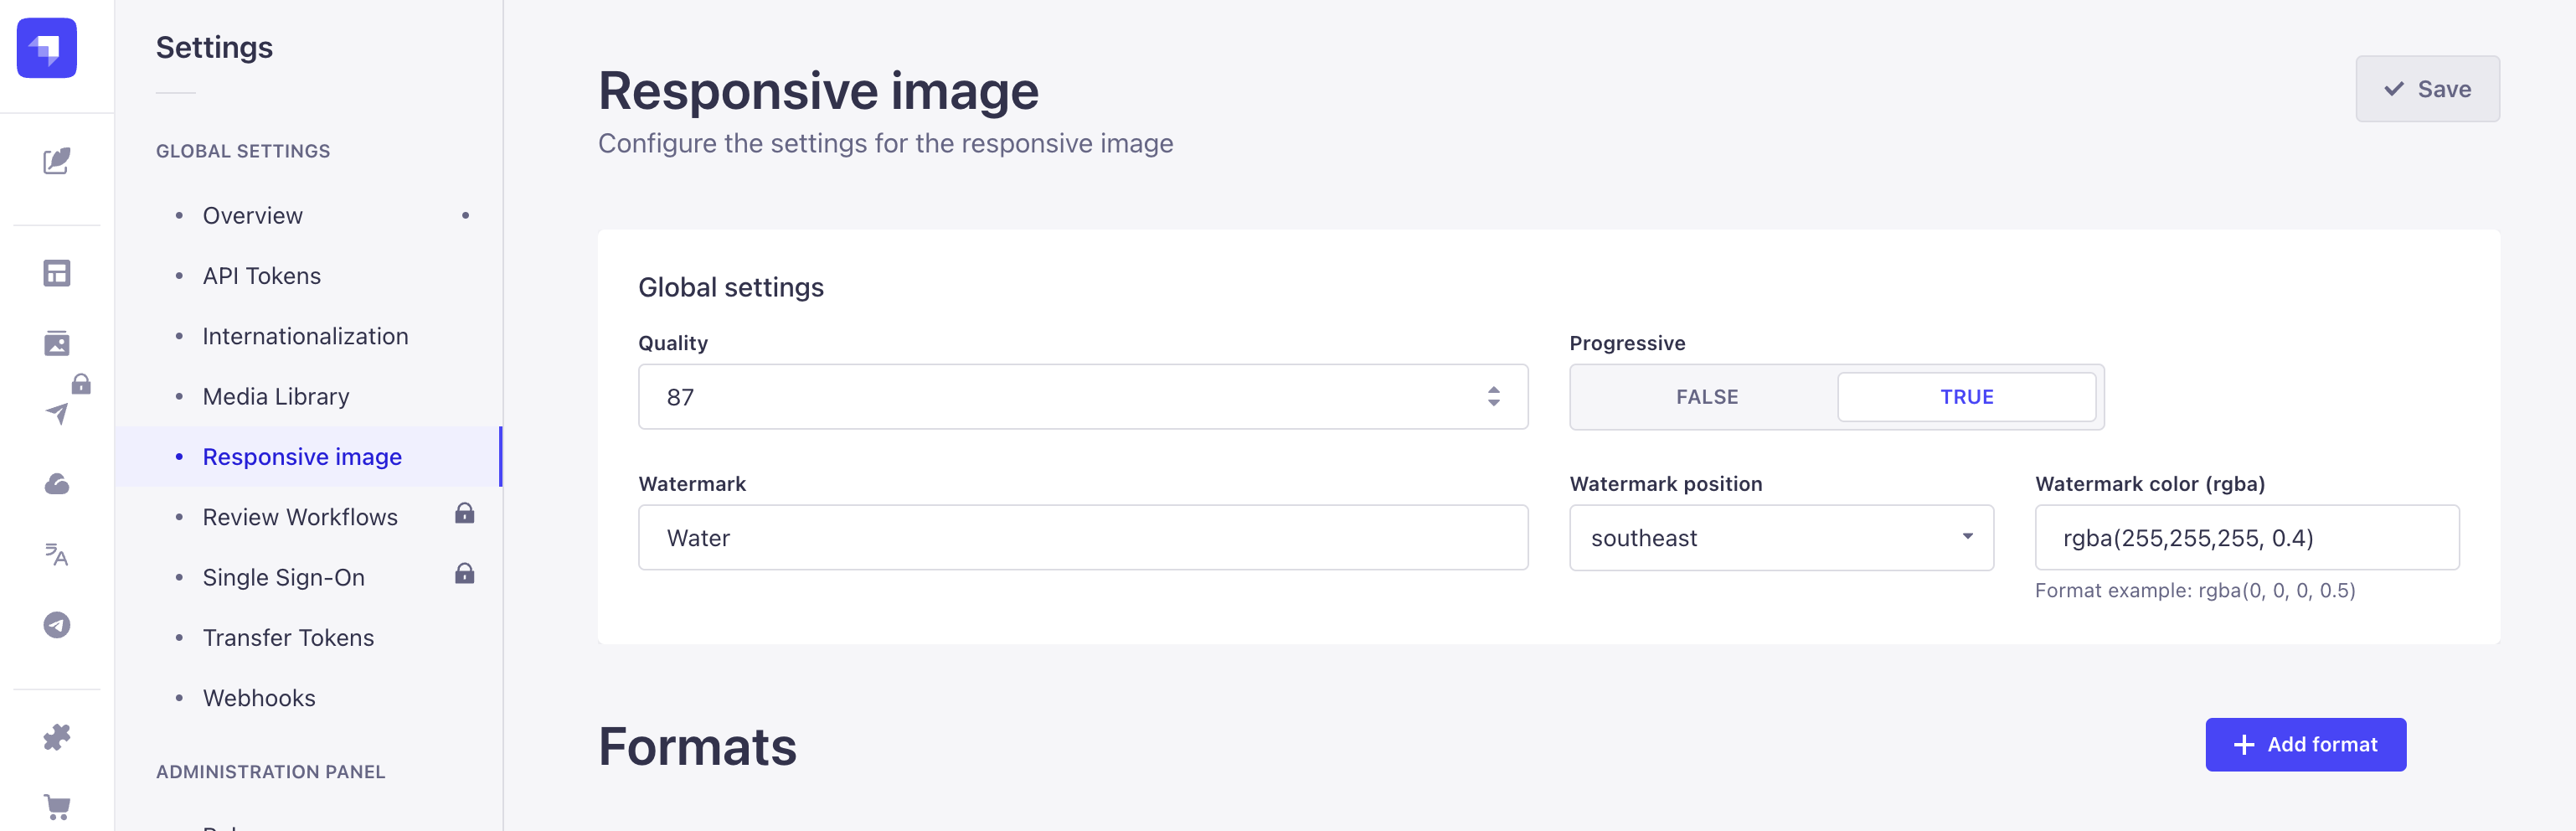 Settings
GLOBAL SETTINGS
Overview
API Tokens
Internationalization
Media Library
Responsive image
Review Workflows
Single Sign-On
Transfer Tokens
Webhooks
ADMINISTRATION PANEL
Responsive image
Configure the settings for the responsive image
Save
Global settings
Quality
87
Progressive
FALSE TRUE
Watermark
Water
Watermark position
southeast
Watermark color (rgba)
rgba(255,255,255, 0.4)
Format example: rgba(0, 0, 0, 0.5)
Formats
Add format